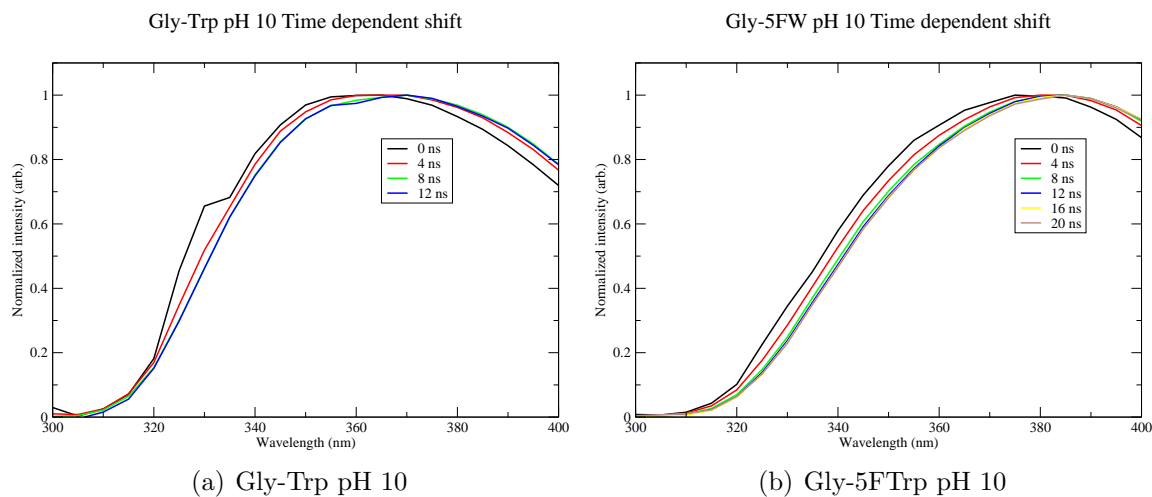 Gly-Trp pH 10 Time dependent shift
Normalized intensity (arb.)
1
0.8
0.6
0.4
0.2
0
300
320
340
360
380
400
Wavelength (nm)
0 ns
4 ns
8 ns
12 ns
(a) Gly-Trp pH 10
Gly-5FW pH 10 Time dependent shift
Normalized intensity (arb.)
1
0.8
0.6
0.4
0.2
0
300
320
340
360
380
400
Wavelength (nm)
0 ns
4 ns
8 ns
12 ns
16 ns
20 ns
(b) Gly-5FTrp pH 10